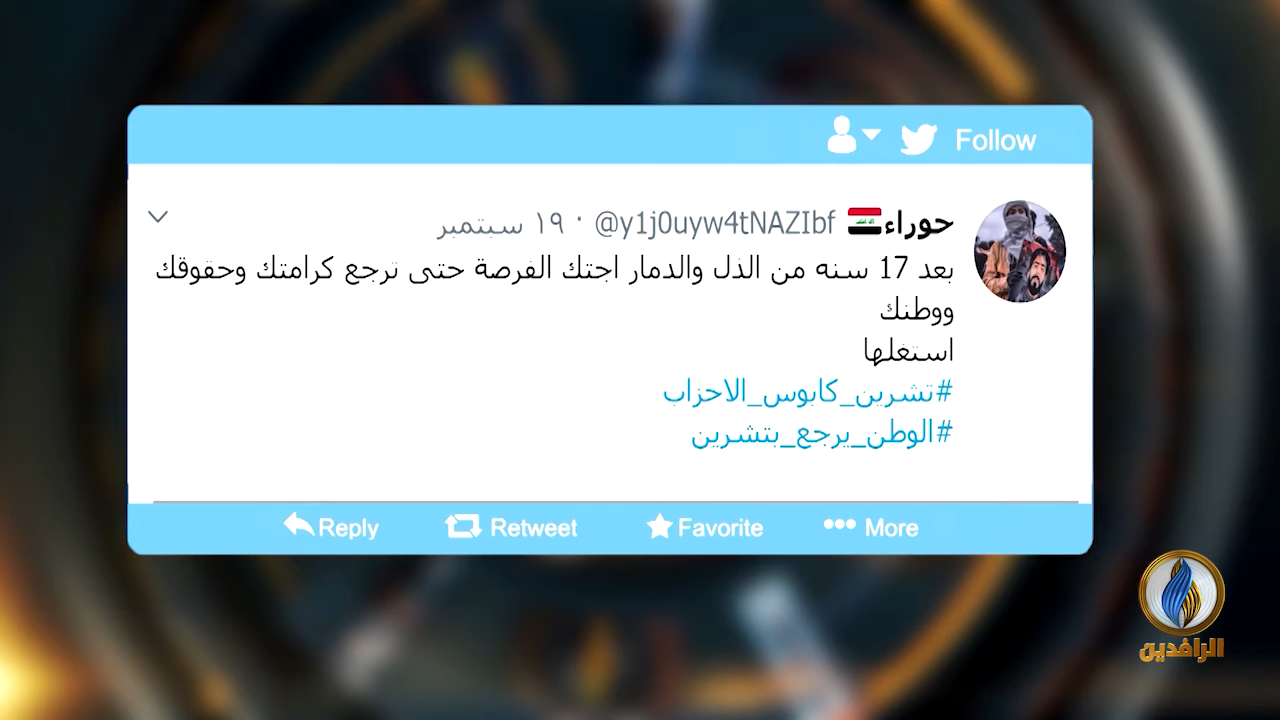 Follow
حوراء @y1j0uyw4tNAZIbf · ١٩ سبتمبر
بعد 17 سنه من الذل والدمار اجتك الفرصة حتى ترجع كرامتك وحقوقك
ووطنك
استغلها
#تشرين_كابوس_الاحزاب
#الوطن_يرجع_بتشرين
Reply Retweet Favorite More
الرافدين